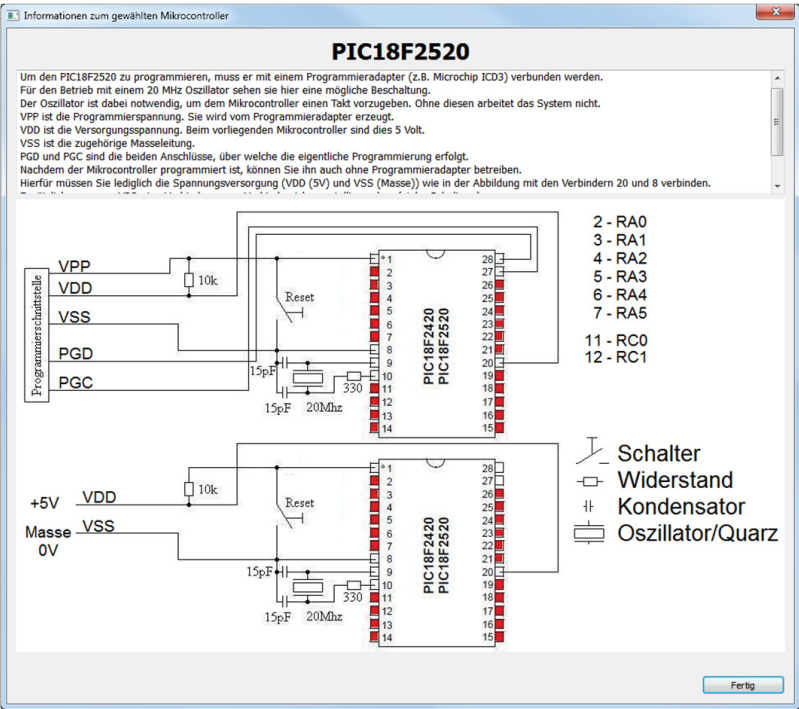 Informationen zum gewählten Mikrocontroller
PIC18F2520
Um den PIC18F2520 zu programmieren, muss er mit einem Programmieradapter (z.B. Microchip ICD3) verbunden werden.
Für den Betrieb mit einem 20 MHz Oszillator sehen sie hier eine mögliche Beschaltung.
Der Oszillator ist dabei notwendig, um dem Mikrocontroller einen Takt vorzugeben. Ohne diesen arbeitet das System nicht.
VPP ist die Programmierspannung. Sie wird vom Programmieradapter erzeugt.
VDD ist die Versorgungsspannung. Beim vorliegenden Mikrocontroller sind dies 5 Volt.
VSS ist die zugehörige Masseleitung.
PGD und PGC sind die beiden Anschlüsse, über welche die eigentliche Programmierung erfolgt.
Nachdem der Mikrocontroller programmiert ist, können Sie ihn auch ohne Programieradapter betreiben.
Hierfür müssen Sie lediglich die Spannungsversorgung (VDD (5V) und VSS (Masse)) wie in der Abbildung mit den Verbindern 20 und 8 verbinden.
Programmierschnittstelle
VPP
VDD
VSS
PGD
PGC
10k
Reset
15pF
15pF
20Mhz
330
1
2
3
4
5
6
7
8
9
10
11
12
13
14
PIC18F2420
PIC18F2520
28
27
26
25
24
23
22
21
20
19
18
17
16
15
2 - RA0
3 - RA1
4 - RA2
5 - RA3
6 - RA4
7 - RA5
11 - RC0
12 - RC1
+5V
VDD
Masse
0V
VSS
10k
Reset
15pF
15pF
20Mhz
330
1
2
3
4
5
6
7
8
9
10
11
12
13
14
PIC18F2420
PIC18F2520
28
27
26
25
24
23
22
21
20
19
18
17
16
15
Schalter
Widerstand
Kondensator
Oszillator/Quarz
Fertig